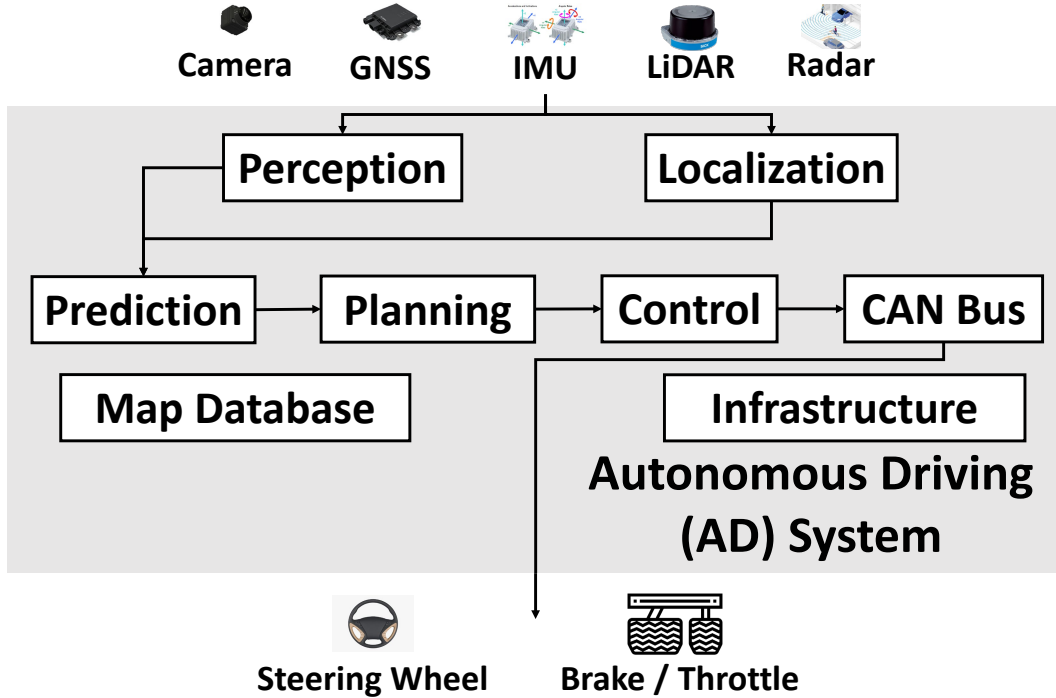 Camera
GNSS
IMU
LiDAR
Radar
Perception
Localization
Prediction
Planning
Control
CAN Bus
Map Database
Infrastructure
Autonomous Driving
(AD) System
Steering Wheel
Brake / Throttle